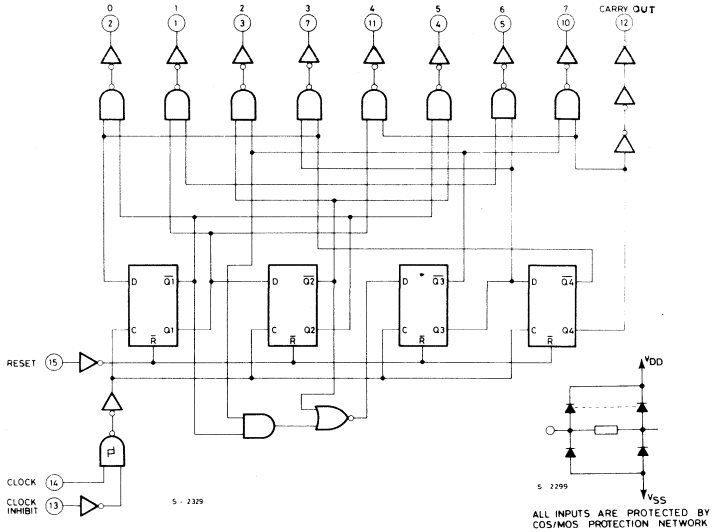 0 1 2 3 4 5 6 7 CARRY OUT
2 1 3 7 11 4 5 10 12
D Q1 D Q2 D Q3 D Q4
C Q1 C Q2 C Q3 C Q4
R R R R
RESET 15
VDD
CLOCK 14
CLOCK INHIBIT 13
S - 2329
S 2299
VSS
ALL INPUTS ARE PROTECTED BY
COS/MOS PROTECTION NETWORK